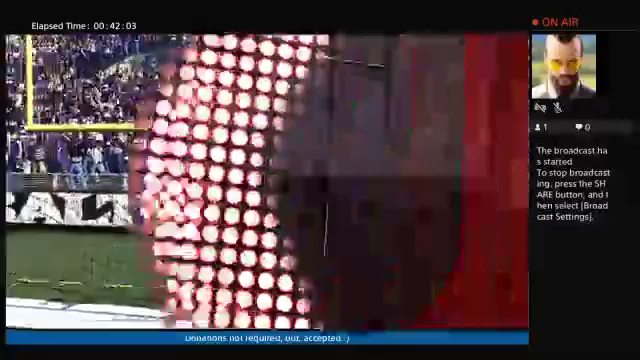 Elapsed Time: 00:42:03
ON AIR
1
0
The broadcast ha
s started
To stop broadcast
ing, press the SH
ARE button, and t
hen select [Broad
cast Settings].
Donations not required, but, accepted :)